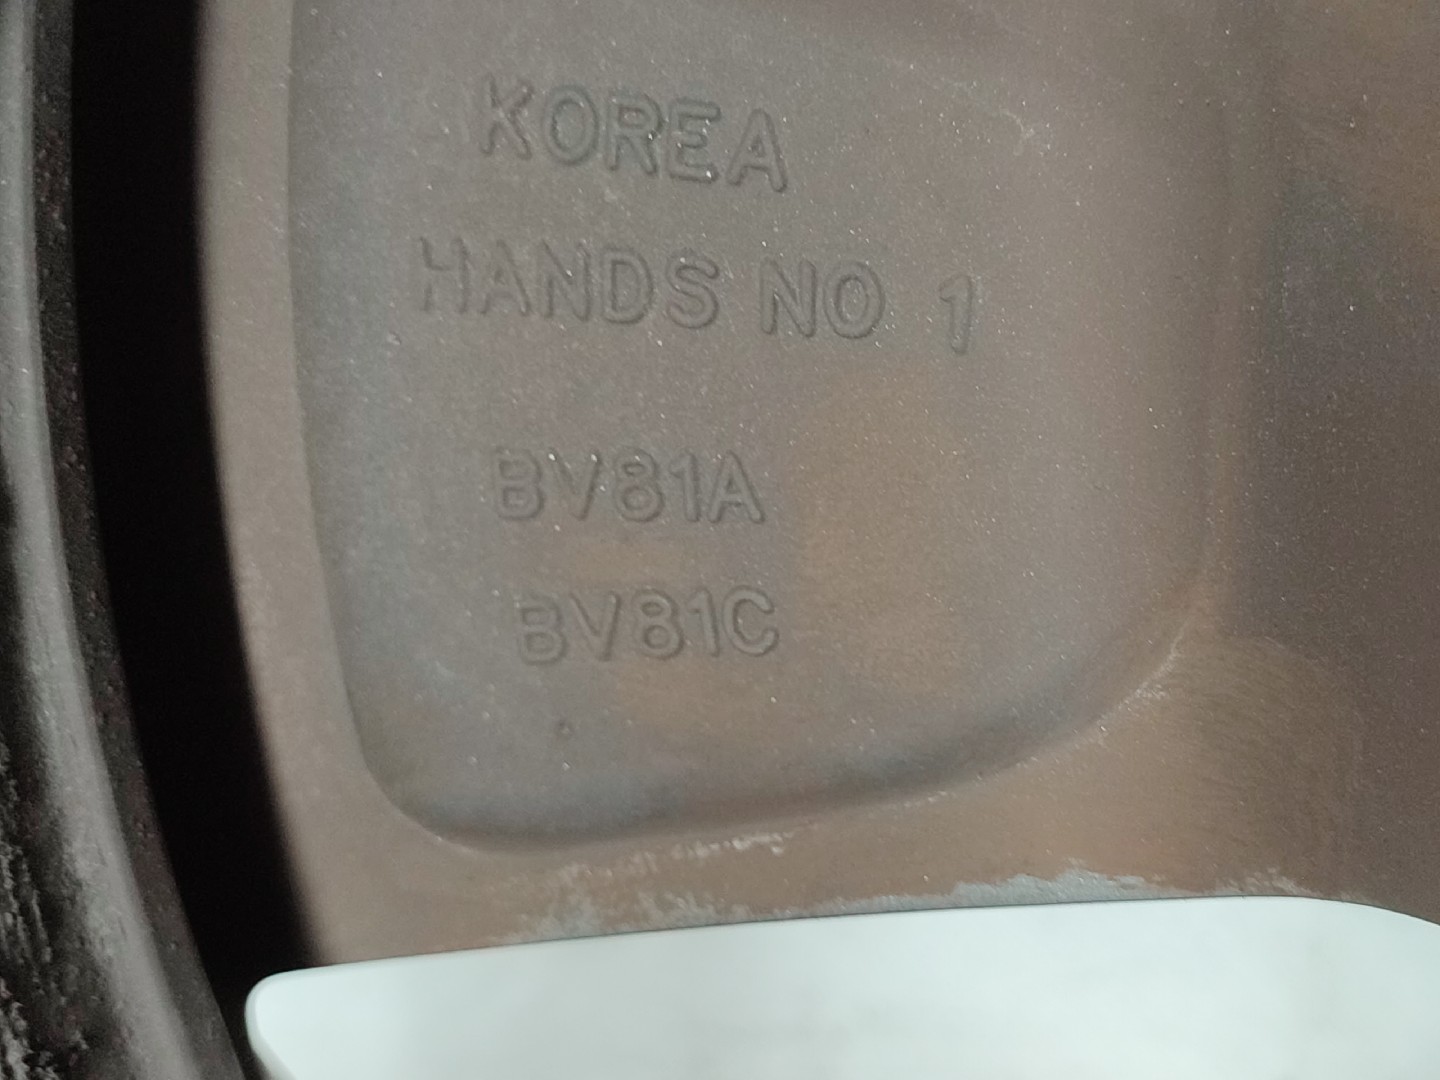 KOREA
HANDS NO 1
BV81A
BV81C